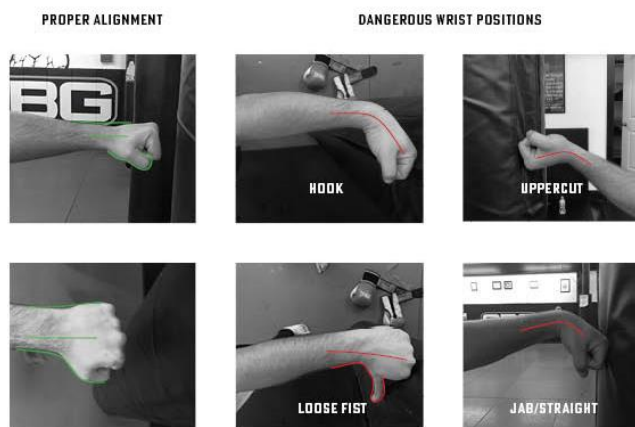 PROPER ALIGNMENT
DANGEROUS WRIST POSITIONS
BG
HOOK
UPPERCUT
LOOSE FIST
JAB/STRAIGHT